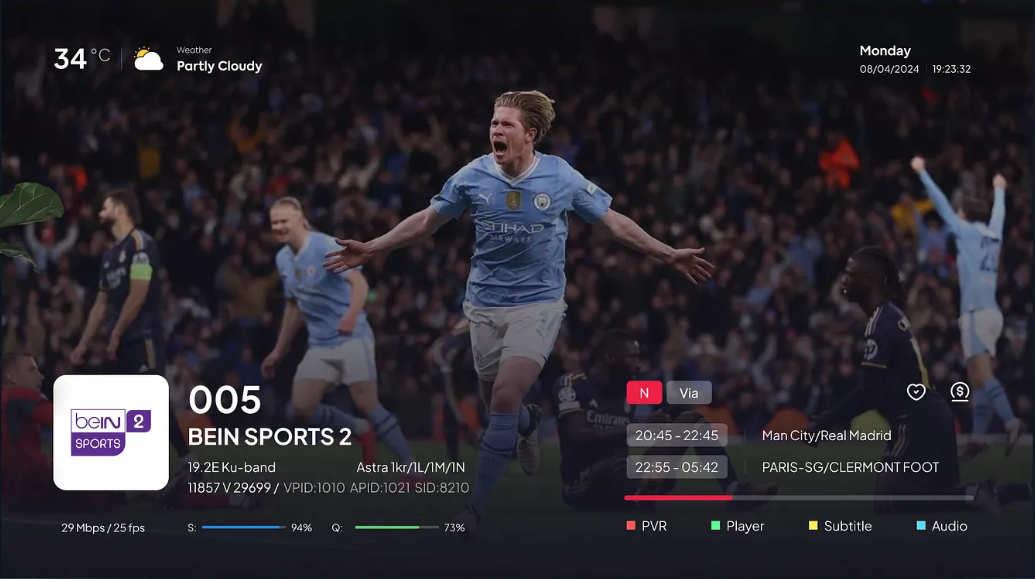 34 °C
Weather
Partly Cloudy
Monday
08/04/2024 19:23:32
ETIHAD
AIRWAYS
Emirates
beIN 2
SPORTS
005
BEIN SPORTS 2
19.2E Ku-band Astra 1kr/1L/1M/1N
11857 V 29699 / VPID:1010 APID:1021 SID:8210
29 Mbps / 25 fps S: 94% Q: 73%
N Via
20:45 - 22:45 Man City/Real Madrid
22:55 - 05:42 PARIS-SG/CLERMONT FOOT
PVR Player Subtitle Audio